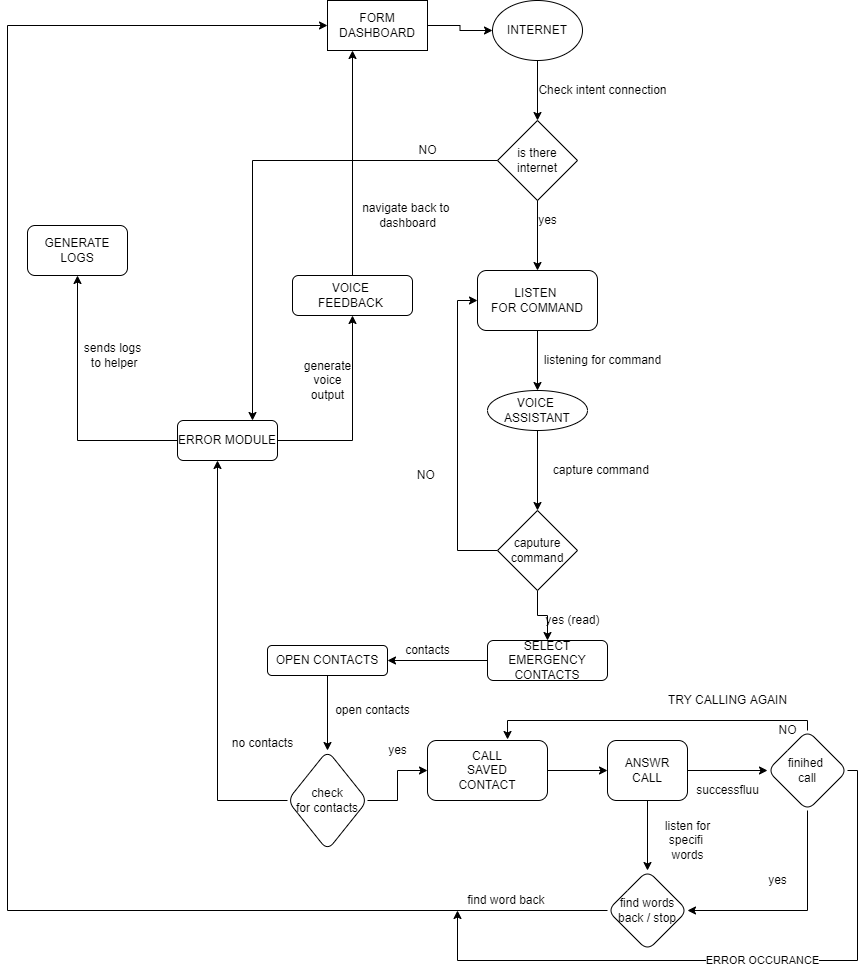 FORM
DASHBOARD
INTERNET
Check intent connection
is there
internet
NO
yes
navigate back to
dashboard
GENERATE
LOGS
VOICE
FEEDBACK
LISTEN
FOR COMMAND
sends logs
to helper
generate
voice
output
listening for command
VOICE
ASSISTANT
ERROR MODULE
capture command
NO
caputure
command
yes (read)
SELECT
EMERGENCY
CONTACTS
contacts
OPEN CONTACTS
open contacts
TRY CALLING AGAIN
NO
no contacts
yes
CALL
SAVED
CONTACT
ANSWR
CALL
finihed
call
successfluu
check
for contacts
listen for
specifi
words
yes
find word back
find words
back / stop
ERROR OCCURANCE